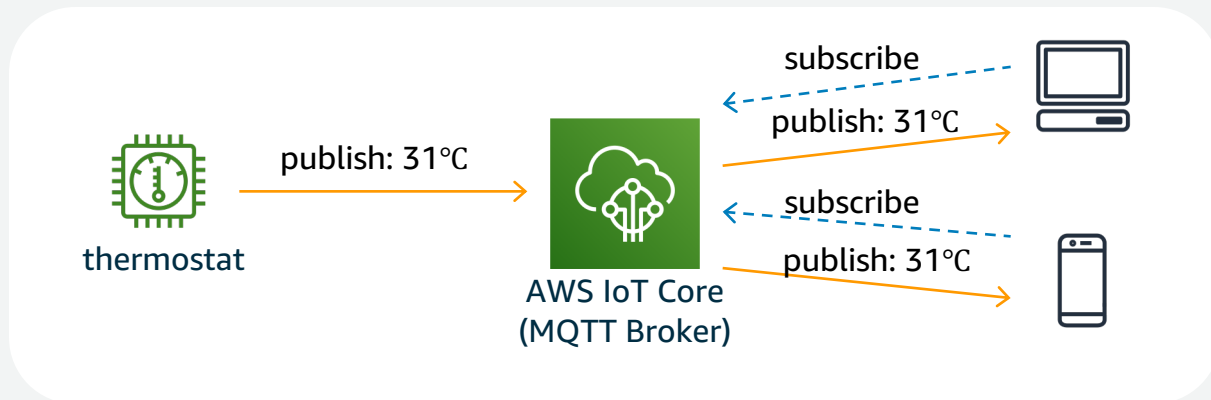 subscribe
publish: 31℃
publish: 31℃
thermostat
subscribe
publish: 31℃
AWS IoT Core
(MQTT Broker)